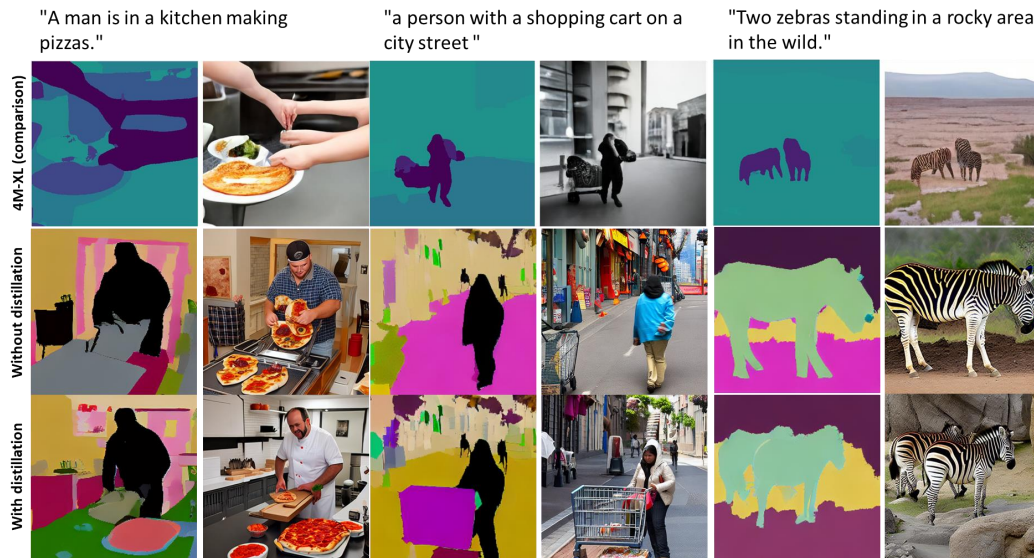 "A man is in a kitchen making
pizzas."
"a person with a shopping cart on a
city street "
"Two zebras standing in a rocky area
in the wild."
4M-XL (comparison)
Without distillation
With distillation